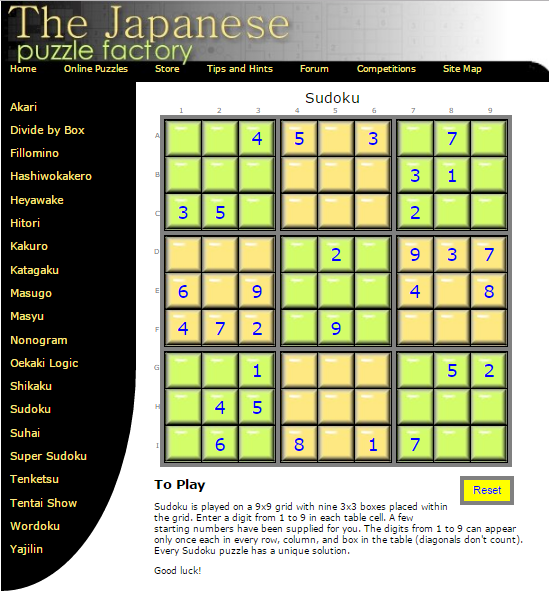 The Japanese
puzzle factory
Home Online Puzzles Store Tips and Hints Forum Competitions Site Map
Akari
Divide by Box
Fillomino
Hashiwokakero
Heyawake
Hitori
Kakuro
Katagaku
Masugo
Masyu
Nonogram
Oekaki Logic
Shikaku
Sudoku
Suhai
Super Sudoku
Tenketsu
Tentai Show
Wordoku
Yajilin
Sudoku
1 2 3 4 5 6 7 8 9
A 4 5 3 7
B 3 1
C 3 5 2
D 2 9 3 7
E 6 9 4 8
F 4 7 2 9
G 1 5 2
H 4 5
I 6 8 1 7
To Play
Reset
Sudoku is played on a 9x9 grid with nine 3x3 boxes placed within
the grid. Enter a digit from 1 to 9 in each table cell. A few
starting numbers have been supplied for you. The digits from 1 to 9 can appear
only once each in every row, column, and box in the table (diagonals don't count).
Every Sudoku puzzle has a unique solution.
Good luck!